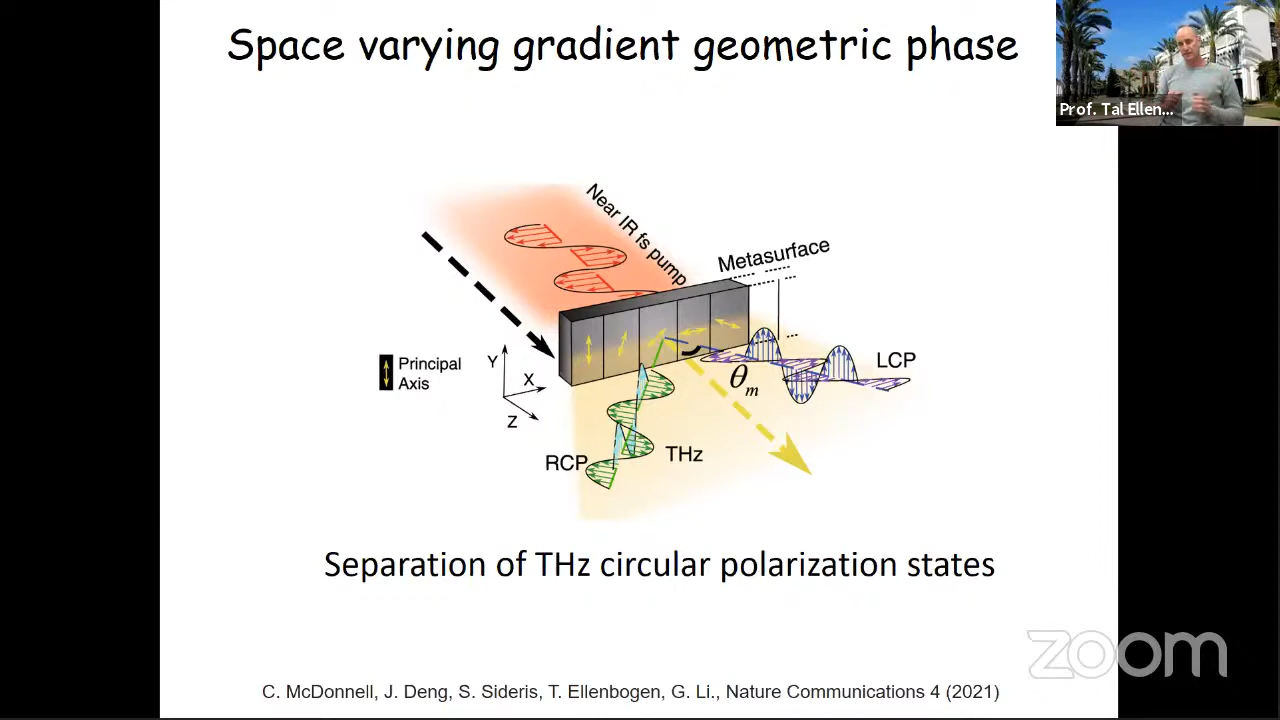 Space varying gradient geometric phase
Prof. Tal Ellen...
Near IR fs pump
Metasurface
Principal
Axis
Y
X
Z
θm
LCP
RCP
THz
Separation of THz circular polarization states
zoom
C. McDonnell, J. Deng, S. Sideris, T. Ellenbogen, G. Li., Nature Communications 4 (2021)